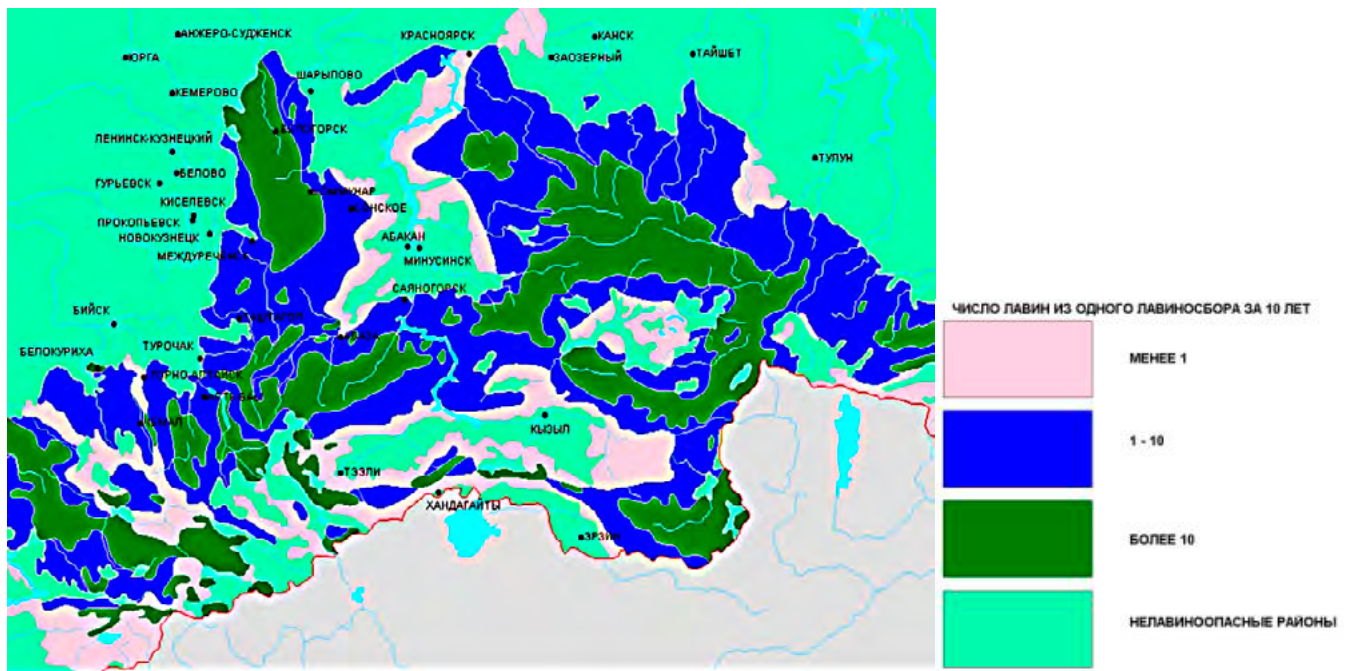 АНЖЕРО-СУДЖЕНСК
КРАСНОЯРСК
КАНСК
ЮРГА
ЗАОЗЕРНЫЙ
ТАЙШЕТ
ШАРЫПОВО
КЕМЕРОВО
ЛЕНИНСК-КУЗНЕЦКИЙ
ТУЛУН
БЕЛОВО
ГУРЬЕВСК
КИСЕЛЕВСК
ПРОКОПЬЕВСК
НОВОКУЗНЕЦК
АБАКАН
МИНУСИНСК
САЯНОГОРСК
БИЙСК
ТУРОЧАК
БЕЛОКУРИХА
КЫЗЫЛ
ТЭЭЛИ
ХАНДАГАЙТЫ
ЭРЗИН
ЧИСЛО ЛАВИН ИЗ ОДНОГО ЛАВИНОСБОРА ЗА 10 ЛЕТ
МЕНЕЕ 1
1 - 10
БОЛЕЕ 10
НЕЛАВИНООПАСНЫЕ РАЙОНЫ